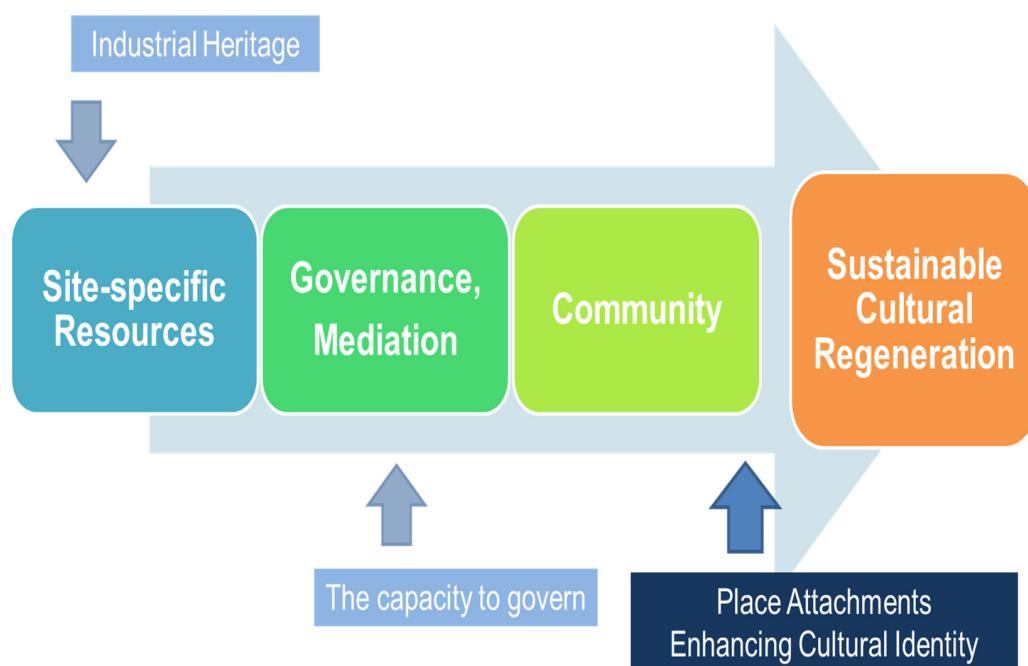 Industrial Heritage
Site-specific
Resources
Governance,
Mediation
Community
Sustainable
Cultural
Regeneration
The capacity to govern
Place Attachments
Enhancing Cultural Identity